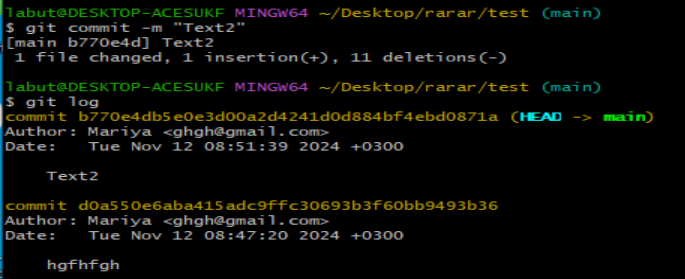 labut@DESKTOP-ACESUKF MINGW64 ~/Desktop/rarar/test (main)
$ git commit -m "Text2"
[main b770e4d] Text2
1 file changed, 1 insertion(+), 11 deletions(-)
labut@DESKTOP-ACESUKF MINGW64 ~/Desktop/rarar/test (main)
$ git log
commit b770e4db5e0e3d00a2d4241d0d884bf4ebd0871a (HEAD -> main)
Author: Mariya <ghgh@gmail.com>
Date:   Tue Nov 12 08:51:39 2024 +0300
Text2
commit d0a550e6aba415adc9ffc30693b3f60bb9493b36
Author: Mariya <ghgh@gmail.com>
Date:   Tue Nov 12 08:47:20 2024 +0300
hgfhfgh